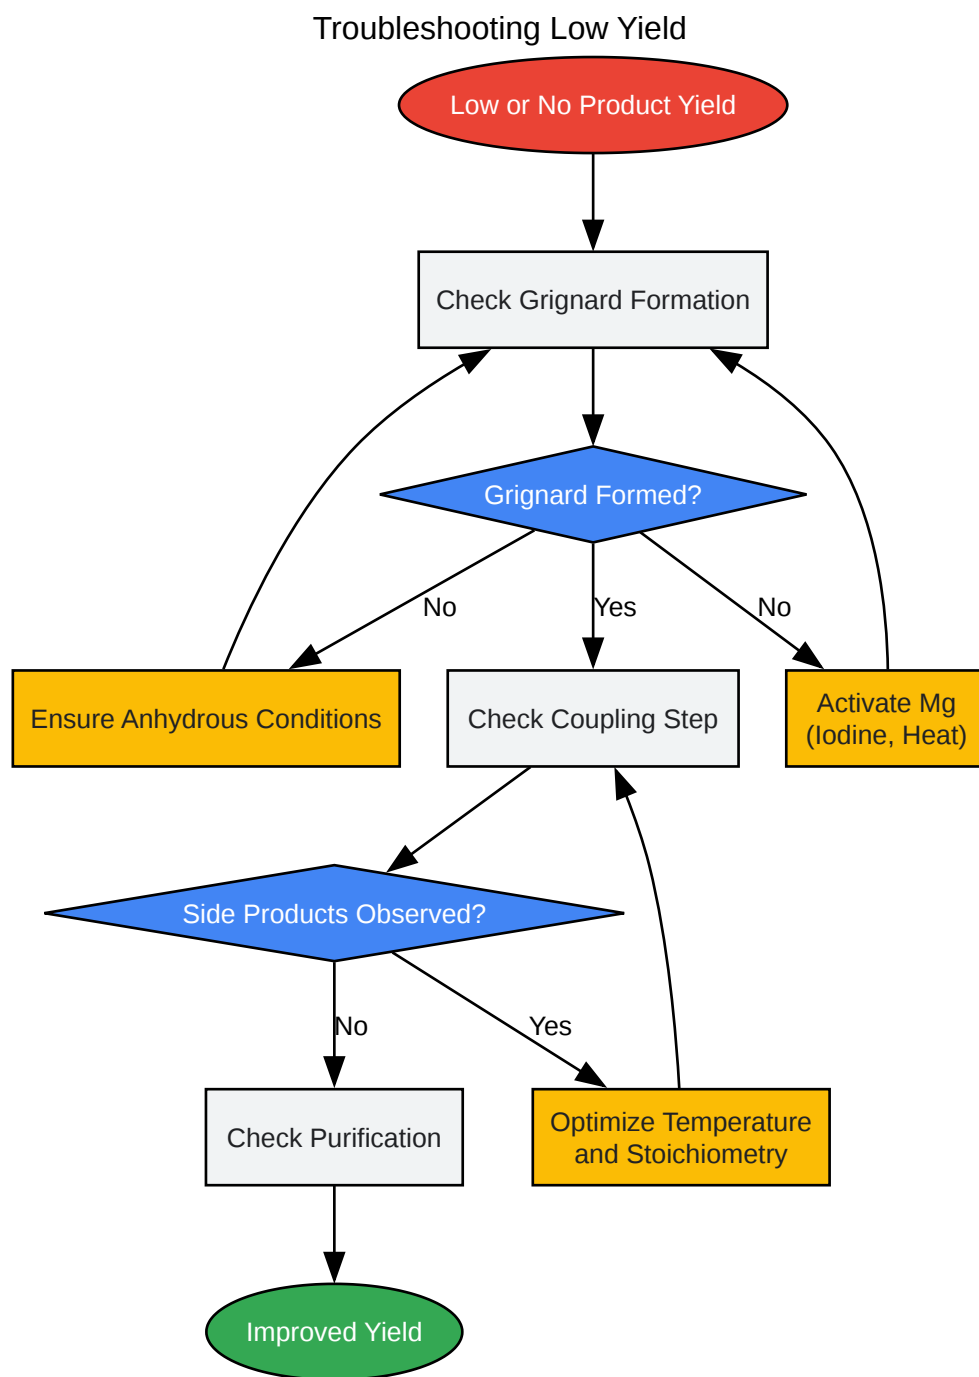 Troubleshooting Low Yield
Low or No Product Yield
Check Grignard Formation
Grignard Formed?
No
Yes
No
Ensure Anhydrous Conditions
Check Coupling Step
Activate Mg
(Iodine, Heat)
Side Products Observed?
No
Yes
Check Purification
Optimize Temperature
and Stoichiometry
Improved Yield